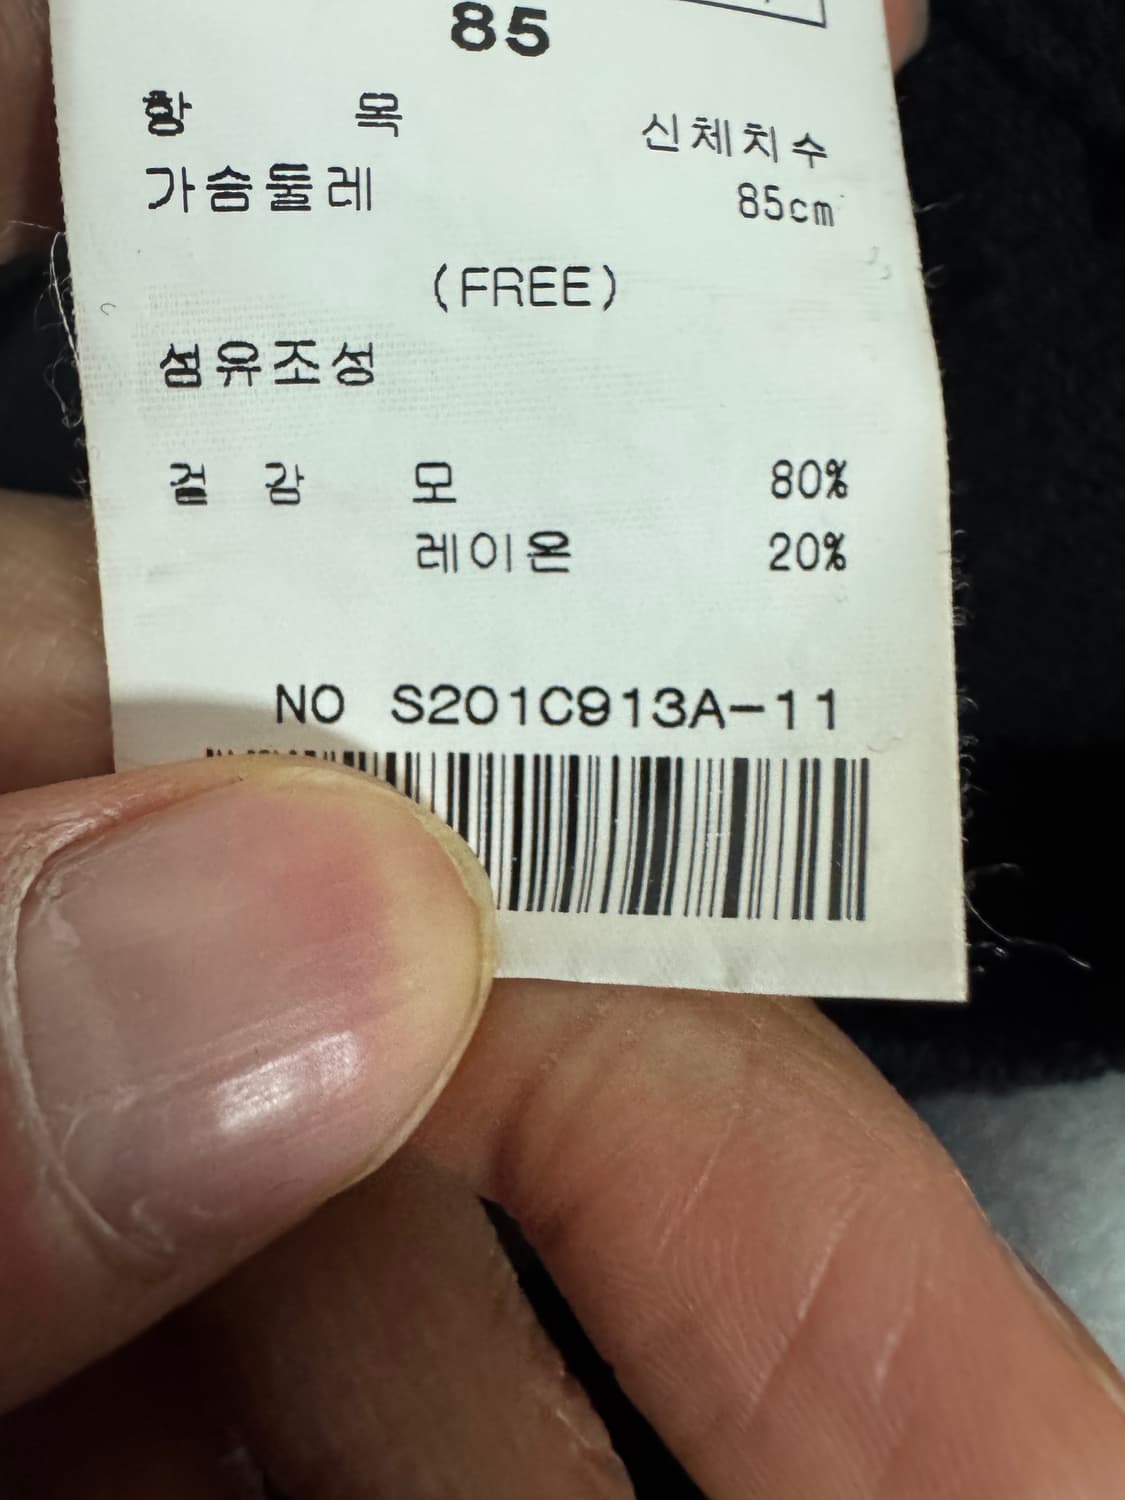 85
항 목 신체치수
가슴둘레 85cm
(FREE)
섬유조성
겉 감 모 80%
레이온 20%
NO S201C913A-11